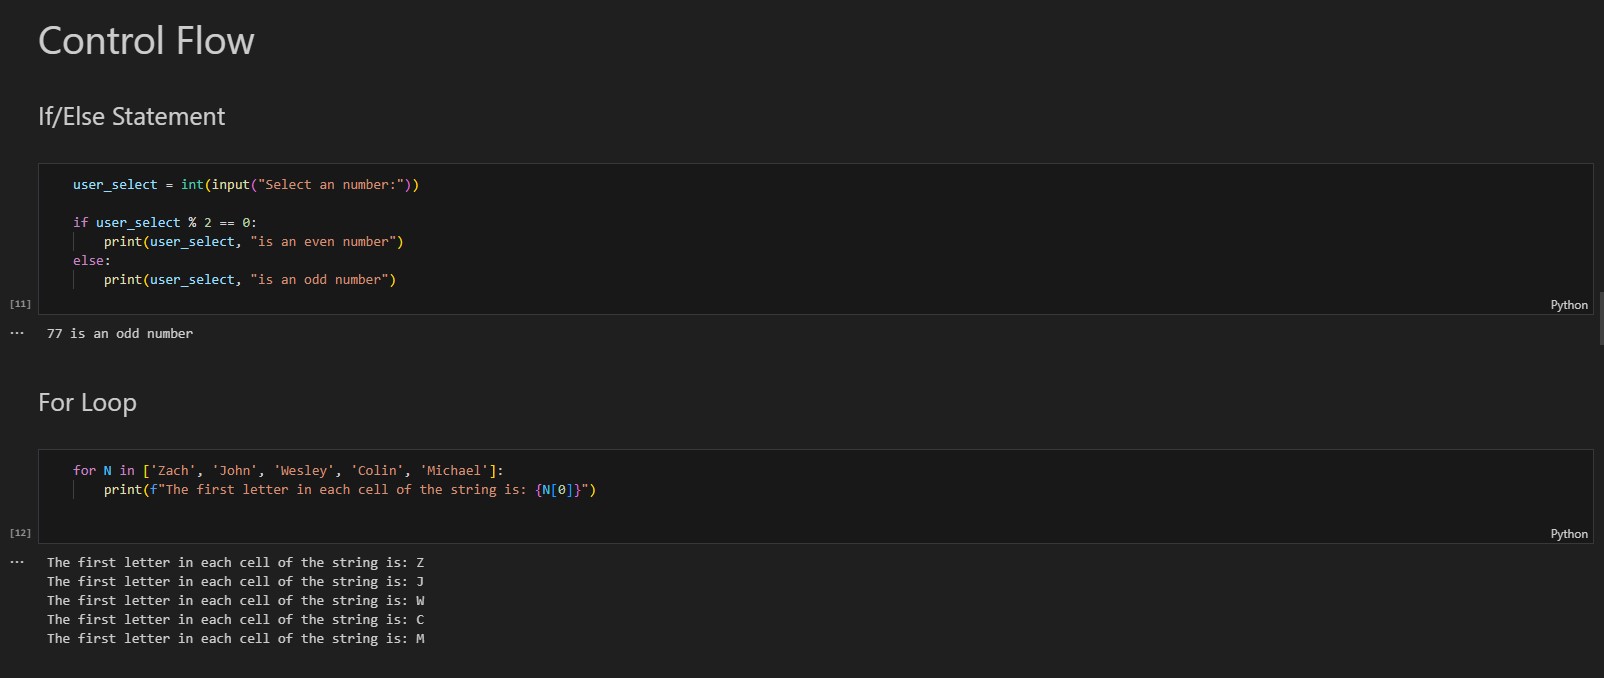 Control Flow
If/Else Statement
user_select = int(input("Select an number:"))
if user_select % 2 == 0:
    print(user_select, "is an even number")
else:
    print(user_select, "is an odd number")
[11]
Python
... 77 is an odd number
For Loop
for N in ['Zach', 'John', 'Wesley', 'Colin', 'Michael']:
    print(f"The first letter in each cell of the string is: {N[0]}")
[12]
Python
... The first letter in each cell of the string is: Z
The first letter in each cell of the string is: J
The first letter in each cell of the string is: W
The first letter in each cell of the string is: C
The first letter in each cell of the string is: M